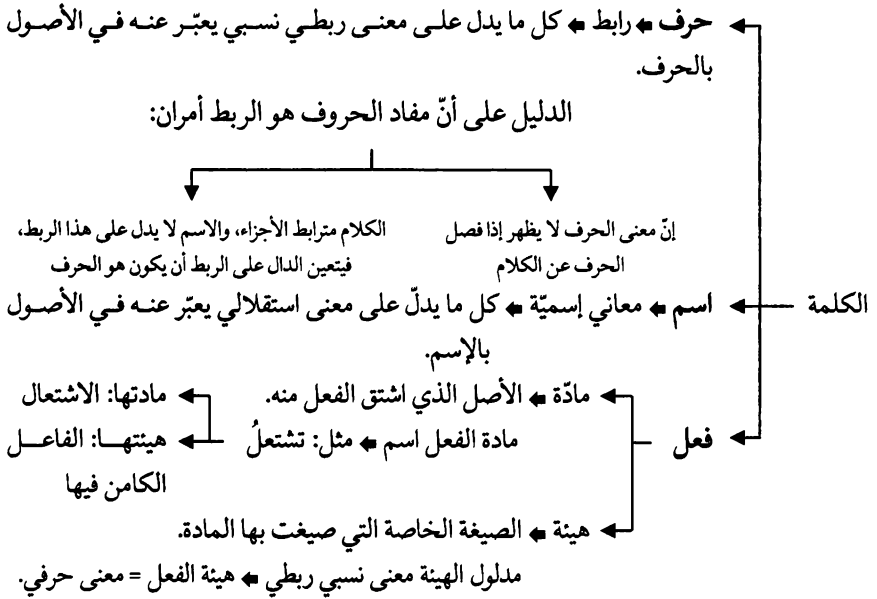 حرف ← رابط ← كل ما يدل على معنى ربطي نسبي يعبّر عنه في الأصول
بالحرف.
الدليل على أنّ مفاد الحروف هو الربط أمران:
إنّ معنى الحرف لا يظهر إذا فصل
الحرف عن الكلام
الكلام مترابط الأجزاء، والاسم لا يدل على هذا الربط،
فيتعين الدال على الربط أن يكون هو الحرف
الكلمة
اسم ← معاني إسميّة ← كل ما يدلّ على معنى استقلالي يعبّر عنه في الأصول
بالإسم.
فعل
مادّة ← الأصل الذي اشتق الفعل منه.
مادة الفعل اسم ← مثل: تشتعلُ
مادتها: الاشتعال
هيئتها: الفاعل
الكامن فيها
هيئة ← الصيغة الخاصة التي صيغت بها المادة.
مدلول الهيئة معنى نسبي ربطي ← هيئة الفعل = معنى حرفي.